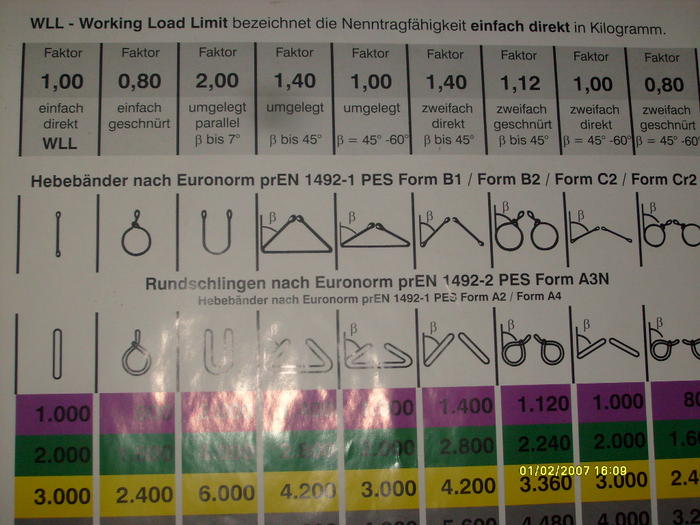 WLL - Working Load Limit bezeichnet die Nenntragfähigkeit einfach direkt in Kilogramm.
Faktor Faktor Faktor Faktor Faktor Faktor Faktor Faktor Faktor
1,00 0,80 2,00 1,40 1,00 1,40 1,12 1,00 0,80
einfach einfach umgelegt umgelegt umgelegt zweifach zweifach zweifach zweifach
direkt geschnürt parallel direkt geschnürt direkt geschnürt
WLL β bis 7° β bis 45° β = 45° -60° β bis 45° β bis 45° β = 45° -60° β = 45° -60°
Hebebänder nach Euronorm prEN 1492-1 PES Form B1 / Form B2 / Form C2 / Form Cr2
β β β β β β
Rundschlingen nach Euronorm prEN 1492-2 PES Form A3N
Hebebänder nach Euronorm prEN 1492-1 PES Form A2 / Form A4
β β β β β β
1.000 1.400 1.120 1.000
2.000 2.800 2.240 2.000
3.000 2.400 6.000 4.200 3.000 4.200 3.360 3.000
01/02/2007 16:09